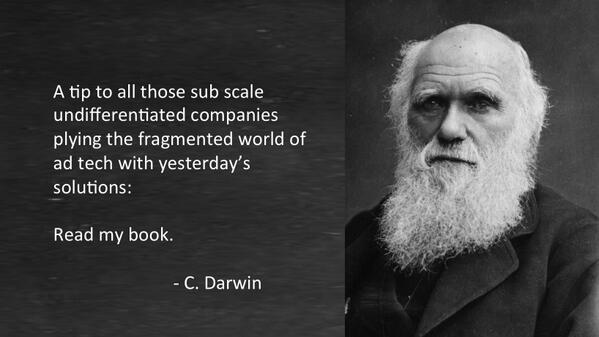 A tip to all those sub scale
undifferentiated companies
plying the fragmented world of
ad tech with yesterday’s
solutions:
Read my book.
- C. Darwin